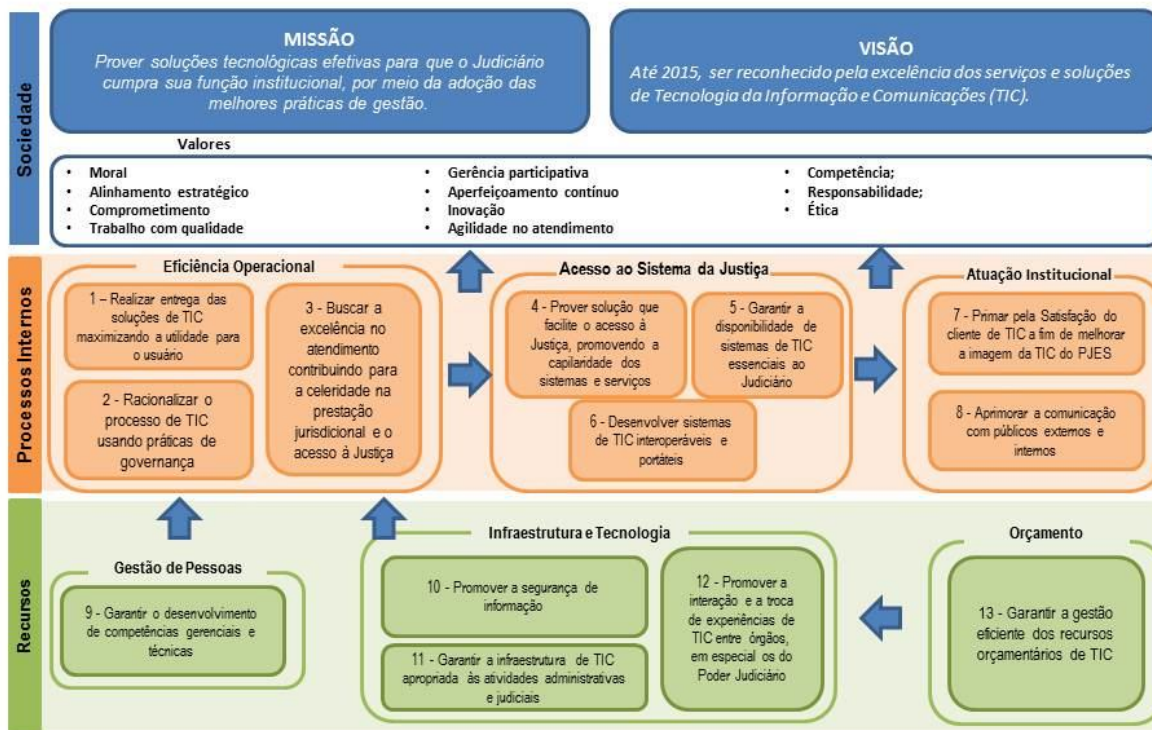 Sociedade
MISSÃO
Prover soluções tecnológicas efetivas para que o Judiciário
cumpra sua função institucional, por meio da adoção das
melhores práticas de gestão.
VISÃO
Até 2015, ser reconhecido pela excelência dos serviços e soluções
de Tecnologia da Informação e Comunicações (TIC).
Valores
• Moral
• Alinhamento estratégico
• Comprometimento
• Trabalho com qualidade
• Gerência participativa
• Aperfeiçoamento contínuo
• Inovação
• Agilidade no atendimento
• Competência;
• Responsabilidade;
• Ética
Processos Internos
Eficiência Operacional
1 – Realizar entrega das
soluções de TIC
maximizando a utilidade para
o usuário
2 - Racionalizar o
processo de TIC
usando práticas de
governança
3 - Buscar a
excelência no
atendimento
contribuindo para
a celeridade na
prestação
jurisdicional e o
acesso à Justiça
Acesso ao Sistema da Justiça
4 - Prover solução que
facilite o acesso à
Justiça, promovendo a
capilaridade dos
sistemas e serviços
5 - Garantir a
disponibilidade de
sistemas de TIC
essenciais ao
Judiciário
6 - Desenvolver sistemas
de TIC interoperáveis e
portáteis
Atuação Institucional
7 - Primar pela Satisfação do
cliente de TIC a fim de melhorar
a imagem da TIC do PJES
8 - Aprimorar a comunicação
com públicos externos e
internos
Recursos
Gestão de Pessoas
9 - Garantir o desenvolvimento
de competências gerenciais e
técnicas
Infraestrutura e Tecnologia
10 - Promover a segurança de
informação
11 - Garantir a infraestrutura de TIC
apropriada às atividades administrativas
e judiciais
12 - Promover a
interação e a troca
de experiências de
TIC entre órgãos,
em especial os do
Poder Judiciário
Orçamento
13 - Garantir a gestão
eficiente dos recursos
orçamentários de TIC